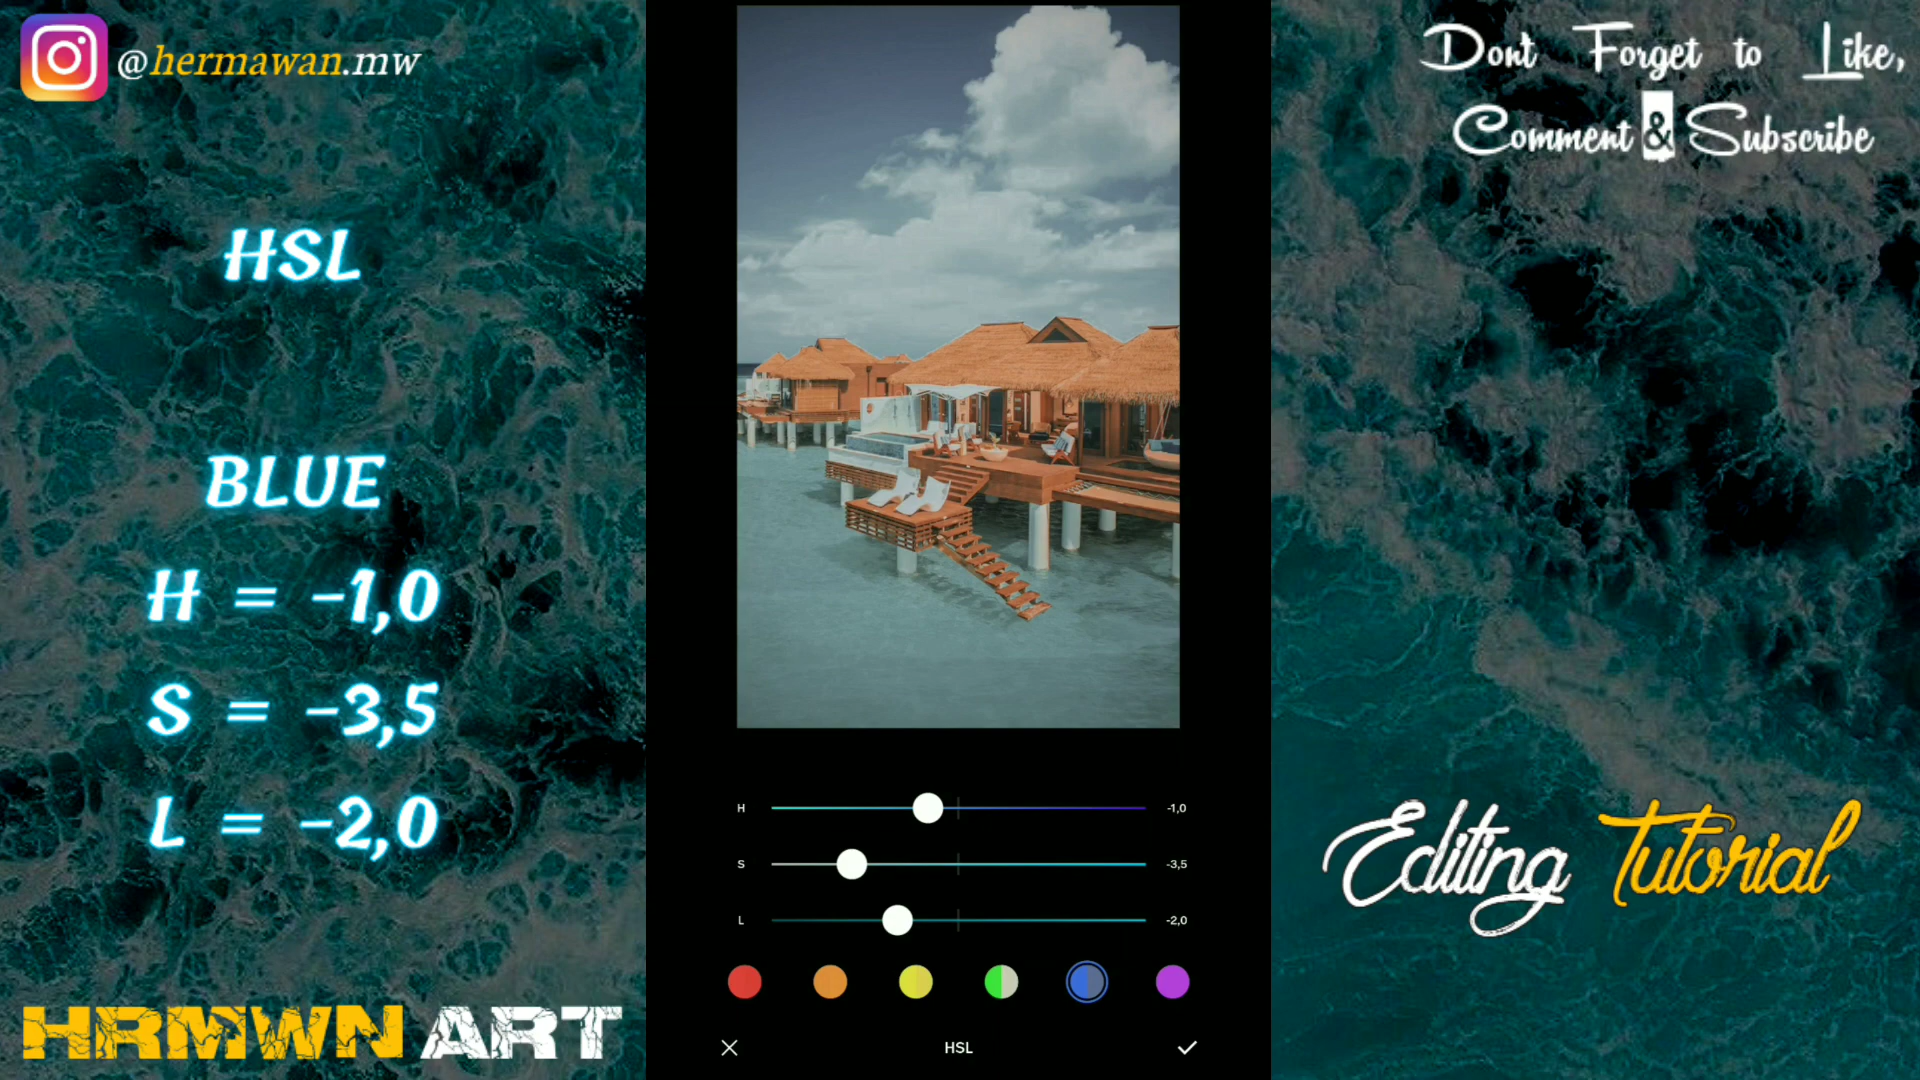 @hermawan.mw
Dont Forget to Like,
Comment & Subscribe
HSL
BLUE
H = -1,0
S = -3,5
L = -2,0
H -1,0
S -3,5
L -2,0
HSL
Editing Tutorial
HRMWN ART